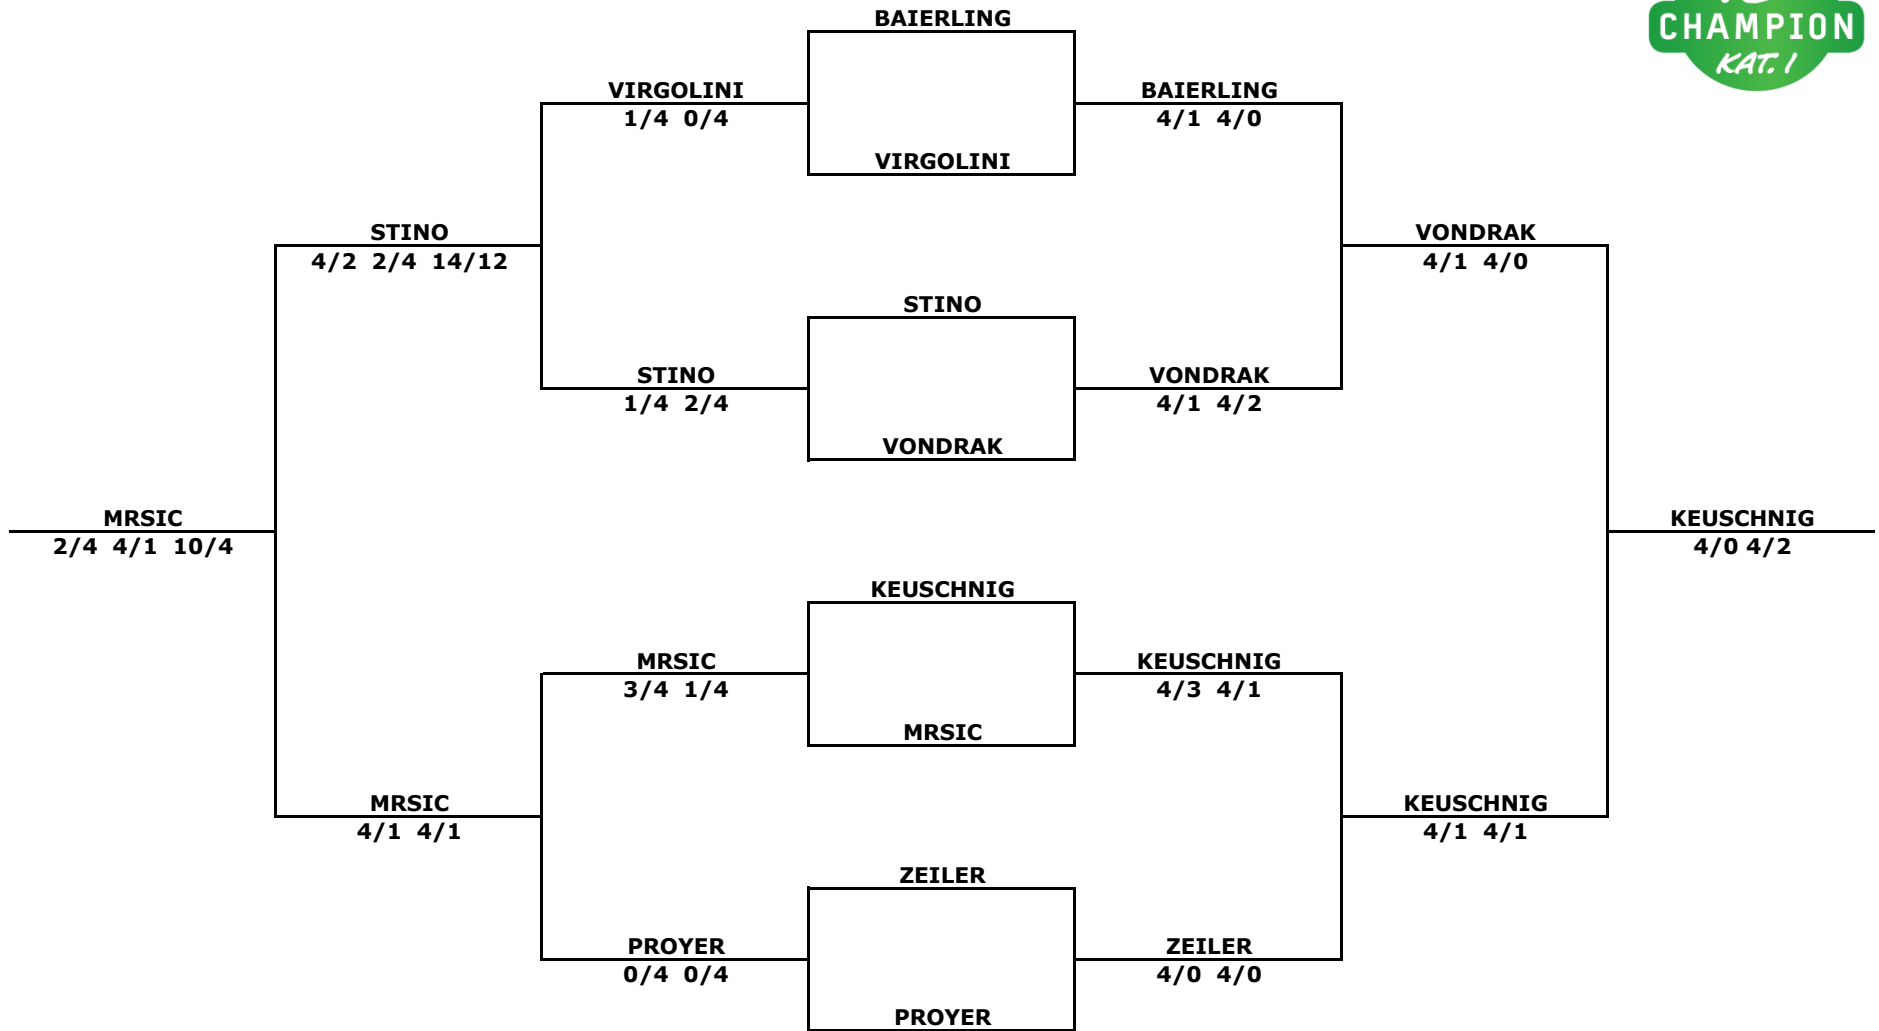 BAIERLING
CHAMPION
KAT. I
VIRGOLINI
1/4 0/4
BAIERLING
4/1 4/0
VIRGOLINI
STINO
4/2 2/4 14/12
VONDRAK
4/1 4/0
STINO
STINO
1/4 2/4
VONDRAK
4/1 4/2
VONDRAK
MRSIC
2/4 4/1 10/4
KEUSCHNIG
4/0 4/2
KEUSCHNIG
MRSIC
3/4 1/4
KEUSCHNIG
4/3 4/1
MRSIC
MRSIC
4/1 4/1
KEUSCHNIG
4/1 4/1
ZEILER
PROYER
0/4 0/4
ZEILER
4/0 4/0
PROYER